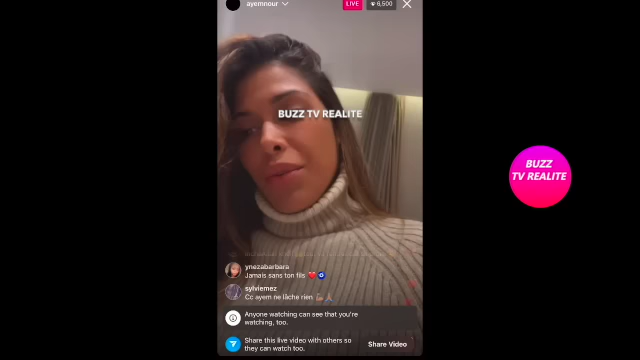 ayemnour
LIVE
6,500
BUZZ TV REALITE
BUZZ
TV REALITE
ynezabarbara
Jamais sans ton fils ❤️🧿
sylviemez
Cc ayem ne lâche rien 💪🏽🙏🏽
Anyone watching can see that you're
watching, too.
Share this live video with others so
they can watch too.
Share Video